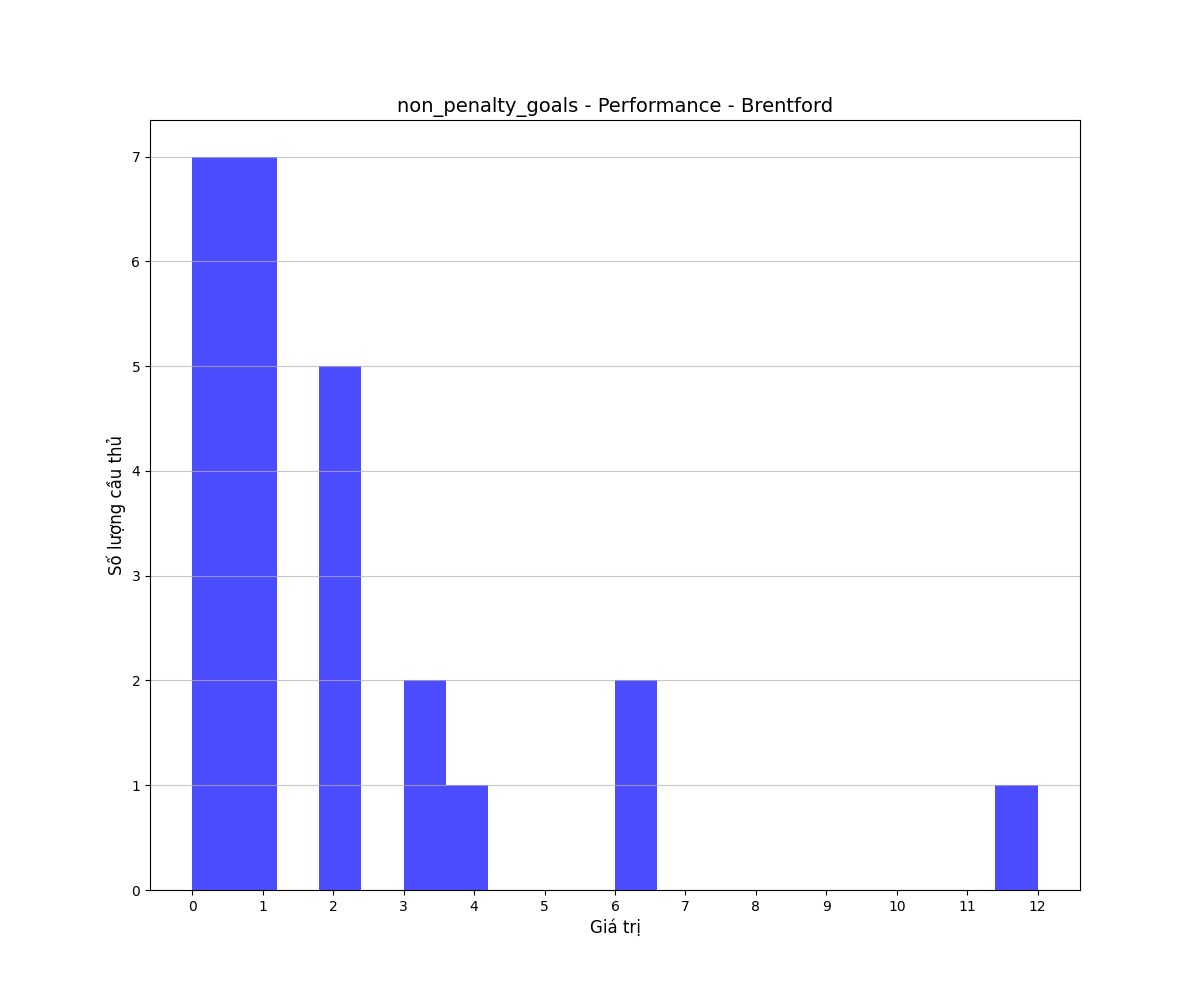 non_penalty_goals - Performance - Brentford
7
6
5
4
3
2
1
0
Số lượng cầu thủ
0 1 2 3 4 5 6 7 8 9 10 11 12
Giá trị